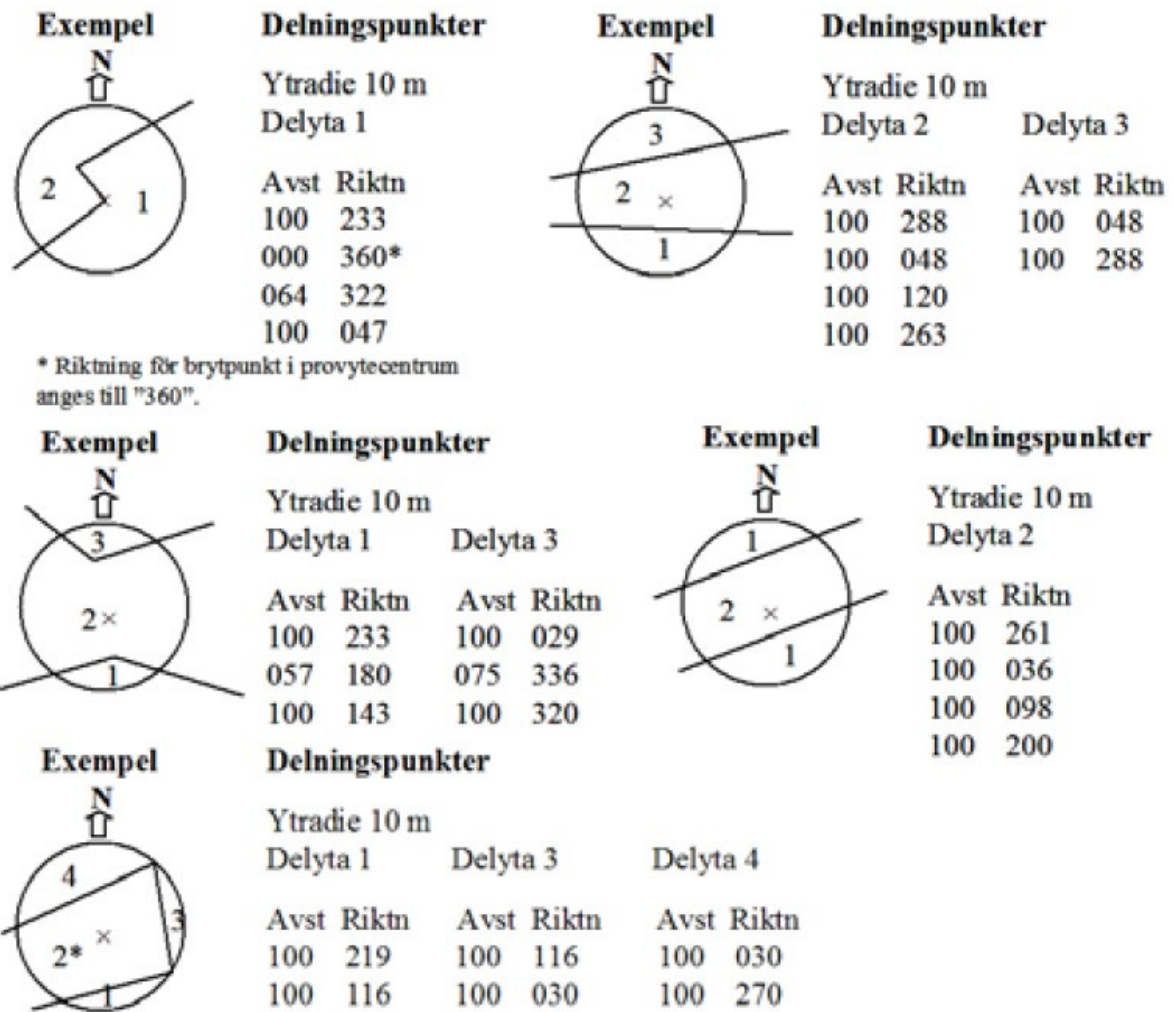 Exempel
N
2
1
Delningspunkter
Ytradie 10 m
Delyta 1
Avst Riktn
100 233
000 360*
064 322
100 047
* Riktning för brytpunkt i provytecentrum
anges till "360".
Exempel
N
3
2
1
Delningspunkter
Ytradie 10 m
Delyta 2 Delyta 3
Avst Riktn Avst Riktn
100 288 100 048
100 048 100 288
100 120
100 263
Exempel
N
3
2
1
Delningspunkter
Ytradie 10 m
Delyta 1 Delyta 3
Avst Riktn Avst Riktn
100 233 100 029
057 180 075 336
100 143 100 320
Exempel
N
1
2
1
Delningspunkter
Ytradie 10 m
Delyta 2
Avst Riktn
100 261
100 036
100 098
100 200
Exempel
N
4
3
2*
1
Delningspunkter
Ytradie 10 m
Delyta 1 Delyta 3 Delyta 4
Avst Riktn Avst Riktn Avst Riktn
100 219 100 116 100 030
100 116 100 030 100 270